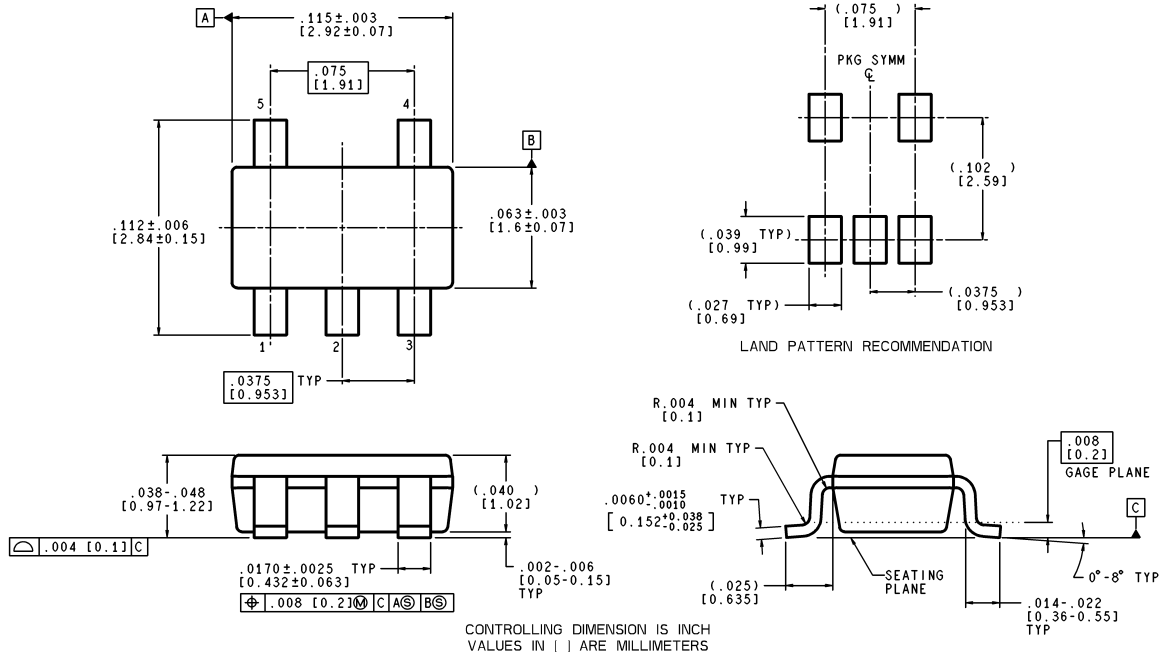 A
.115±.003
[2.92±0.07]
.075
[1.91]
5
4
B
.112±.006
[2.84±0.15]
.063±.003
[1.6±0.07]
1
2
3
.0375
[0.953]
TYP
(.075 )
[1.91]
PKG SYMM
℄
(.102 )
[2.59]
(.039 TYP)
[0.99]
(.027 TYP)
[0.69]
(.0375 )
[0.953]
LAND PATTERN RECOMMENDATION
.038-.048
[0.97-1.22]
(.040 )
[1.02]
⌓ .004 [0.1] C
.0170±.0025 TYP
[0.432±0.063]
⌖ .008 [0.2]Ⓜ C AⓈ BⓈ
.002-.006
[0.05-0.15]
TYP
R.004 MIN TYP
[0.1]
R.004 MIN TYP
[0.1]
.0060+.0015 -.0010 TYP
[0.152+0.038 -0.025]
.008
[0.2]
GAGE PLANE
C
0°-8° TYP
SEATING
PLANE
(.025)
[0.635]
.014-.022
[0.36-0.55]
TYP
CONTROLLING DIMENSION IS INCH
VALUES IN [ ] ARE MILLIMETERS